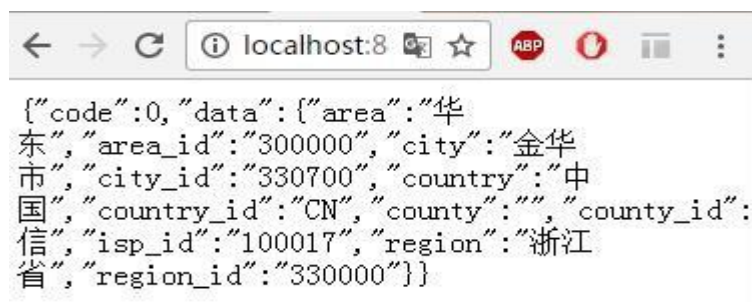 localhost:8
ABP
{"code":0,"data":{"area":"华
东","area_id":"300000","city":"金华
市","city_id":"330700","country":"中
国","country_id":"CN","county":"","county_id":
信","isp_id":"100017","region":"浙江
省","region_id":"330000"}}